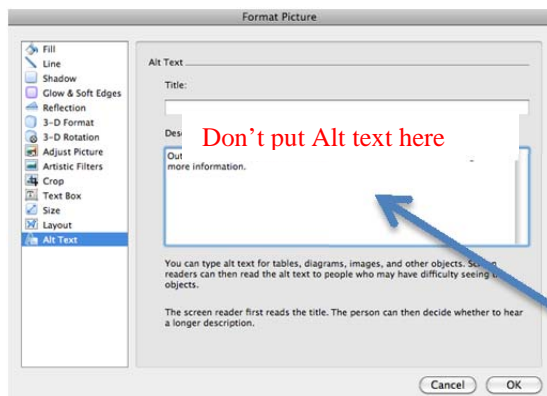 Format Picture
Fill
Line
Shadow
Glow & Soft Edges
Reflection
3-D Format
3-D Rotation
Adjust Picture
Artistic Filters
Crop
Text Box
Size
Layout
Alt Text
Alt Text
Title:
Don't put Alt text here
Out
more information.
You can type alt text for tables, diagrams, images, and other objects. Screen
readers can then read the alt text to people who may have difficulty seeing
objects.
The screen reader first reads the title. The person can then decide whether to hear
a longer description.
Cancel
OK